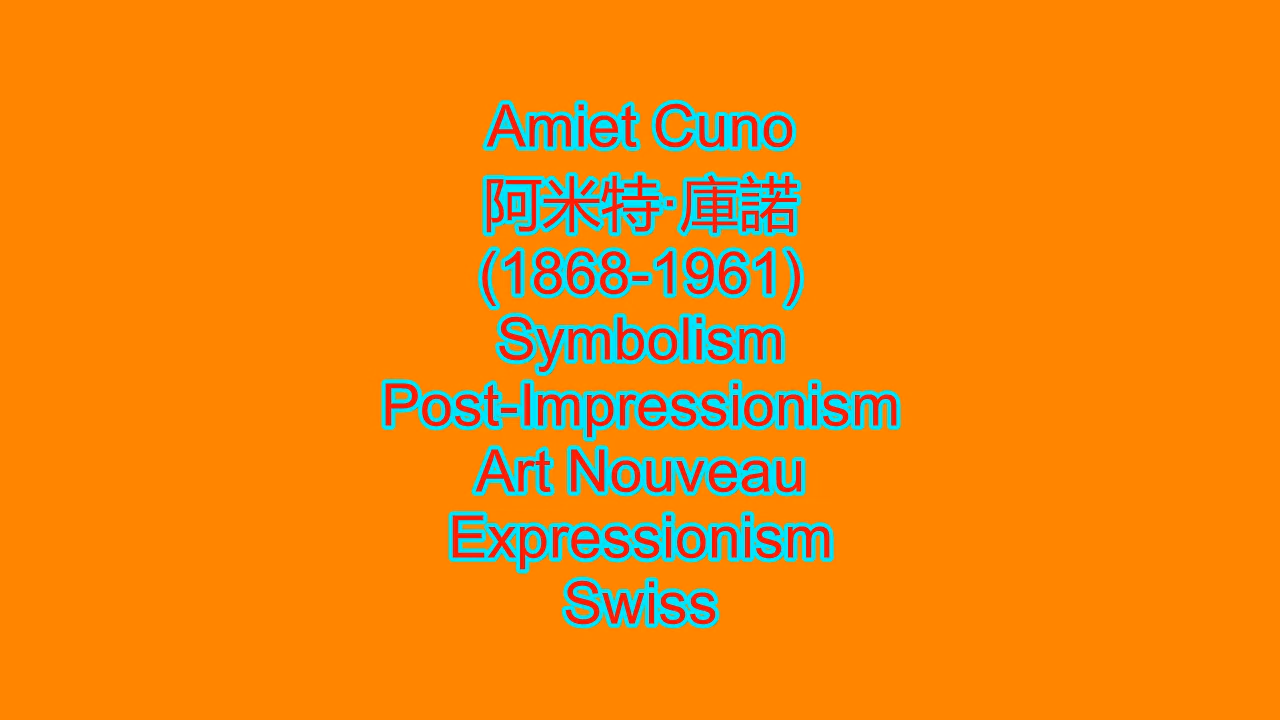 Amiet Cuno
阿米特·庫諾
(1868-1961)
Symbolism
Post-Impressionism
Art Nouveau
Expressionism
Swiss